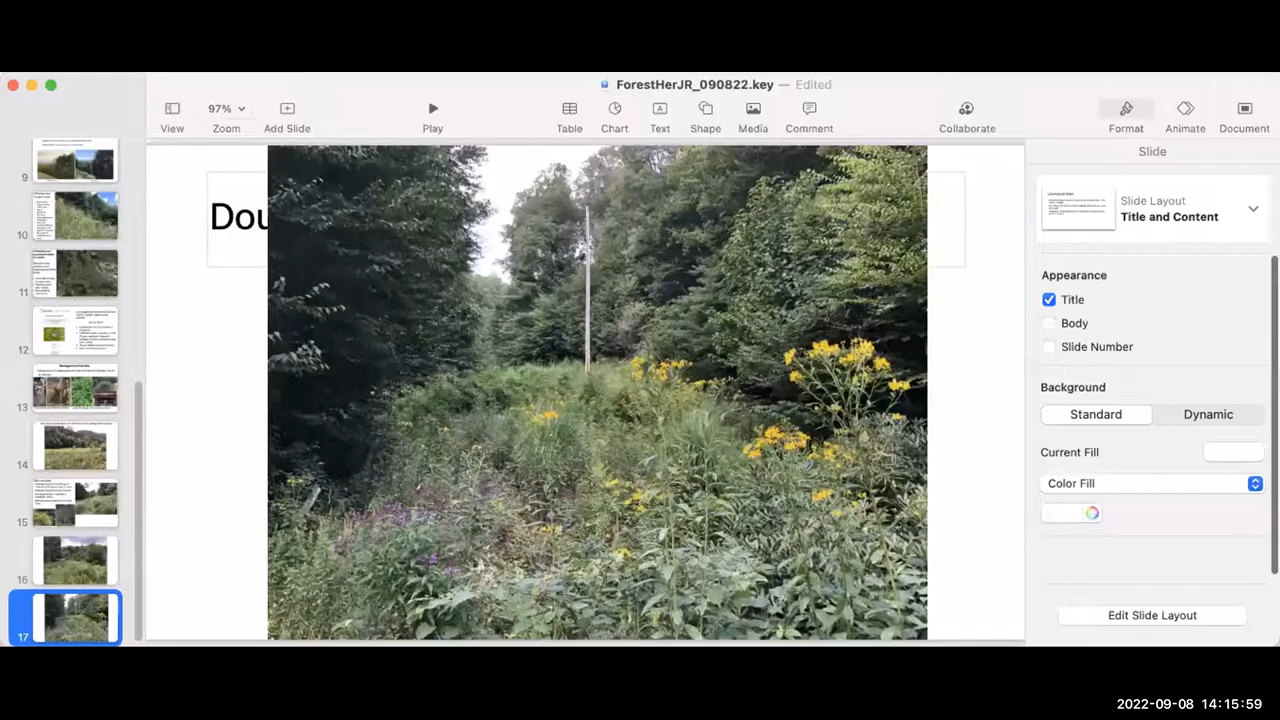 ForestHerJR_090822.key — Edited
97%
View
Zoom
Add Slide
Play
Table
Chart
Text
Shape
Media
Comment
Collaborate
Format
Animate
Document
9
10
11
12
13
14
15
16
17
Dou
Slide
Slide Layout
Title and Content
Appearance
Title
Body
Slide Number
Background
Standard
Dynamic
Current Fill
Color Fill
Edit Slide Layout
2022-09-08 14:15:59